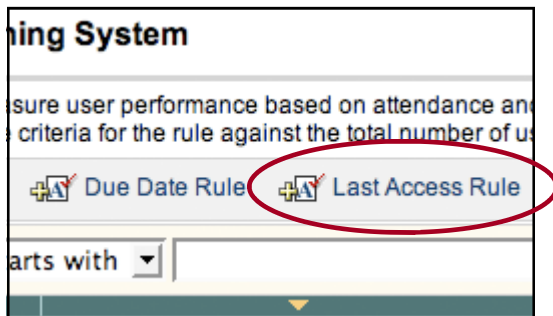 ning System
asure user performance based on attendance and
criteria for the rule against the total number of us
Due Date Rule Last Access Rule
arts with